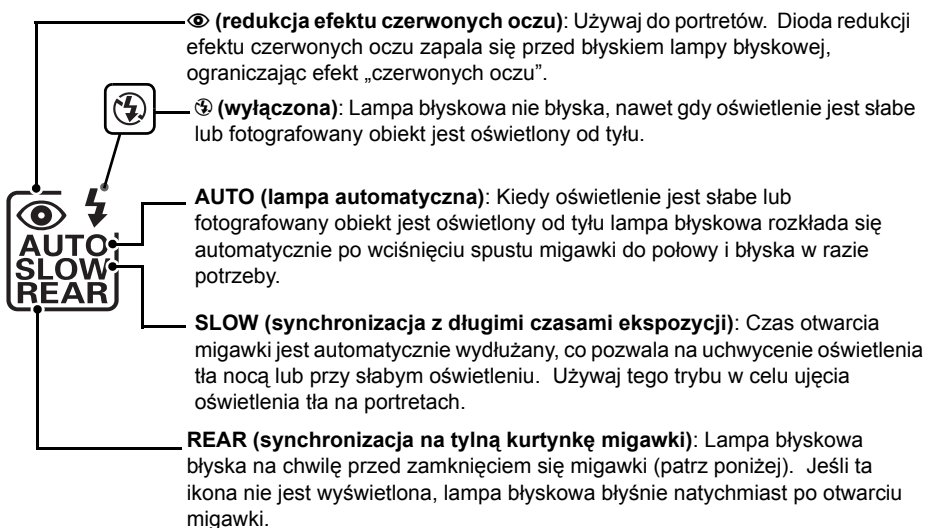 👁 (redukcja efektu czerwonych oczu): Używaj do portretów.  Dioda redukcji
efektu czerwonych oczu zapala się przed błyskiem lampy błyskowej,
ograniczając efekt „czerwonych oczu”.
(wyłączona): Lampa błyskowa nie błyska, nawet gdy oświetlenie jest słabe
lub fotografowany obiekt jest oświetlony od tyłu.
AUTO (lampa automatyczna): Kiedy oświetlenie jest słabe lub
fotografowany obiekt jest oświetlony od tyłu lampa błyskowa rozkłada się
automatycznie po wciśnięciu spustu migawki do połowy i błyska w razie
potrzeby.
AUTO
SLOW
REAR
SLOW (synchronizacja z długimi czasami ekspozycji): Czas otwarcia
migawki jest automatycznie wydłużany, co pozwala na uchwycenie oświetlenia
tła nocą lub przy słabym oświetleniu.  Używaj tego trybu w celu ujęcia
oświetlenia tła na portretach.
REAR (synchronizacja na tylną kurtynkę migawki): Lampa błyskowa
błyska na chwilę przed zamknięciem się migawki (patrz poniżej).  Jeśli ta
ikona nie jest wyświetlona, lampa błyskowa błyśnie natychmiast po otwarciu
migawki.